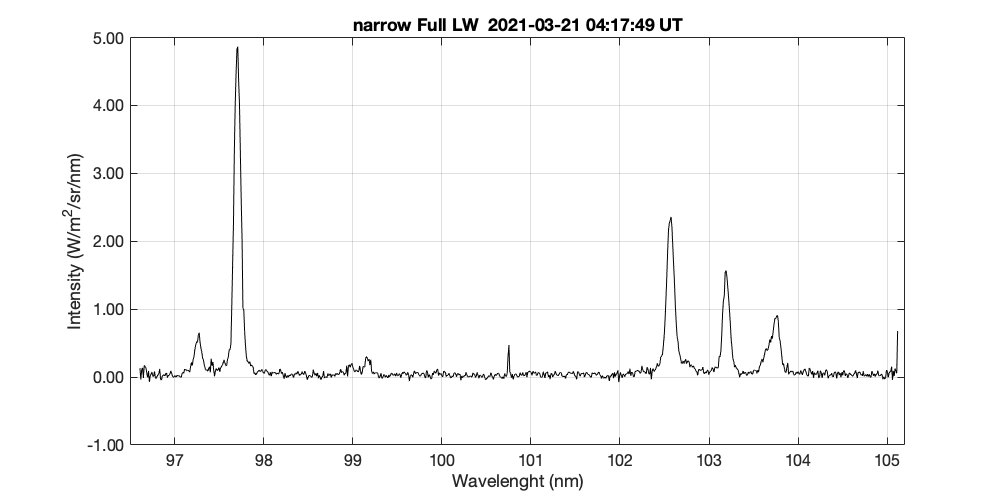 narrow Full LW  2021-03-21 04:17:49 UT
5.00
4.00
3.00
2.00
1.00
0.00
-1.00
Intensity (W/m²/sr/nm)
97 98 99 100 101 102 103 104 105
Wavelenght (nm)